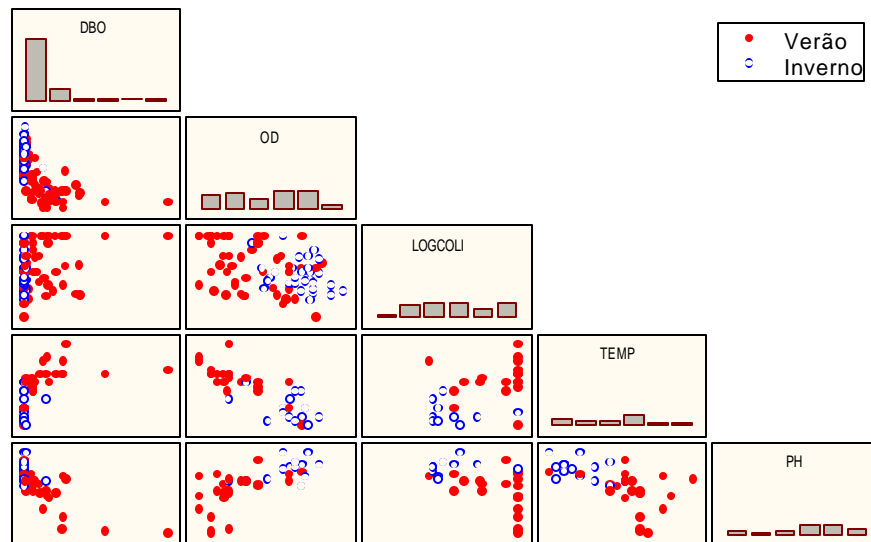 DBO
Verão
Inverno
OD
LOGCOLI
TEMP
PH